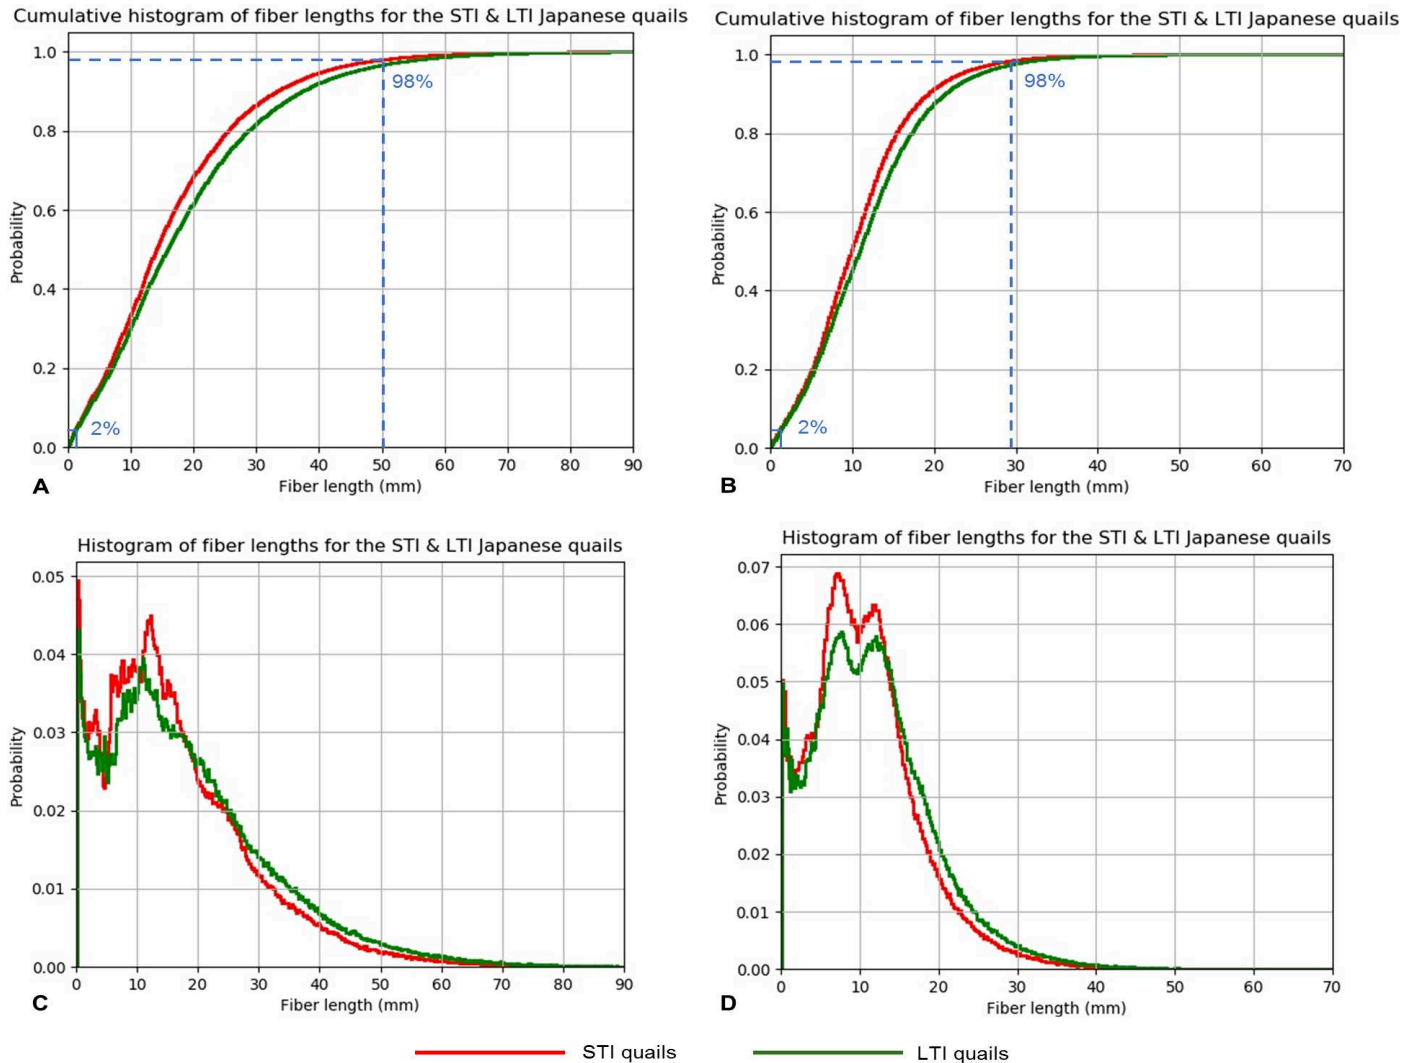 Cumulative histogram of fiber lengths for the STI & LTI Japanese quails
1.0
0.8
0.6
0.4
0.2
0.0
Probability
98%
2%
0 10 20 30 40 50 60 70 80 90
Fiber length (mm)
A
Cumulative histogram of fiber lengths for the STI & LTI Japanese quails
1.0
0.8
0.6
0.4
0.2
0.0
Probability
98%
2%
0 10 20 30 40 50 60 70
Fiber length (mm)
B
Histogram of fiber lengths for the STI & LTI Japanese quails
0.05
0.04
0.03
0.02
0.01
0.00
Probability
0 10 20 30 40 50 60 70 80 90
Fiber length (mm)
C
Histogram of fiber lengths for the STI & LTI Japanese quails
0.07
0.06
0.05
0.04
0.03
0.02
0.01
0.00
Probability
0 10 20 30 40 50 60 70
Fiber length (mm)
D
STI quails
LTI quails